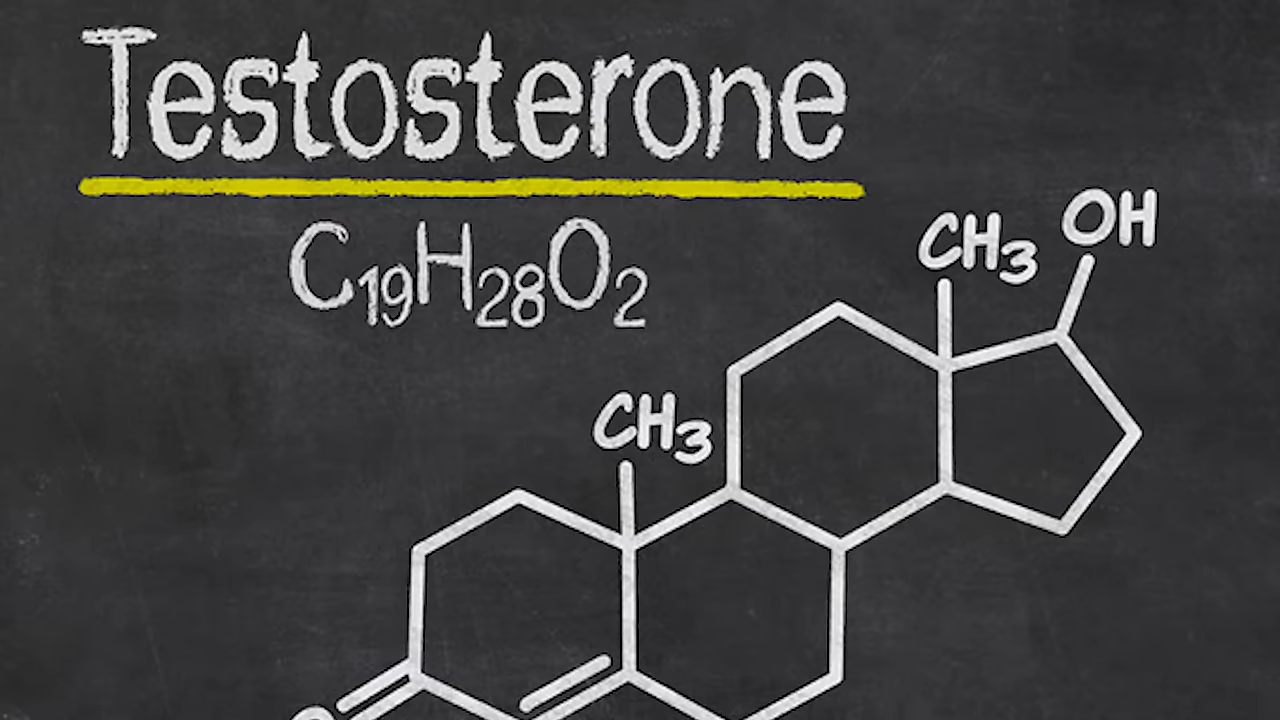 Testosterone
C₁₉H₂₈O₂
CH₃ OH
CH₃